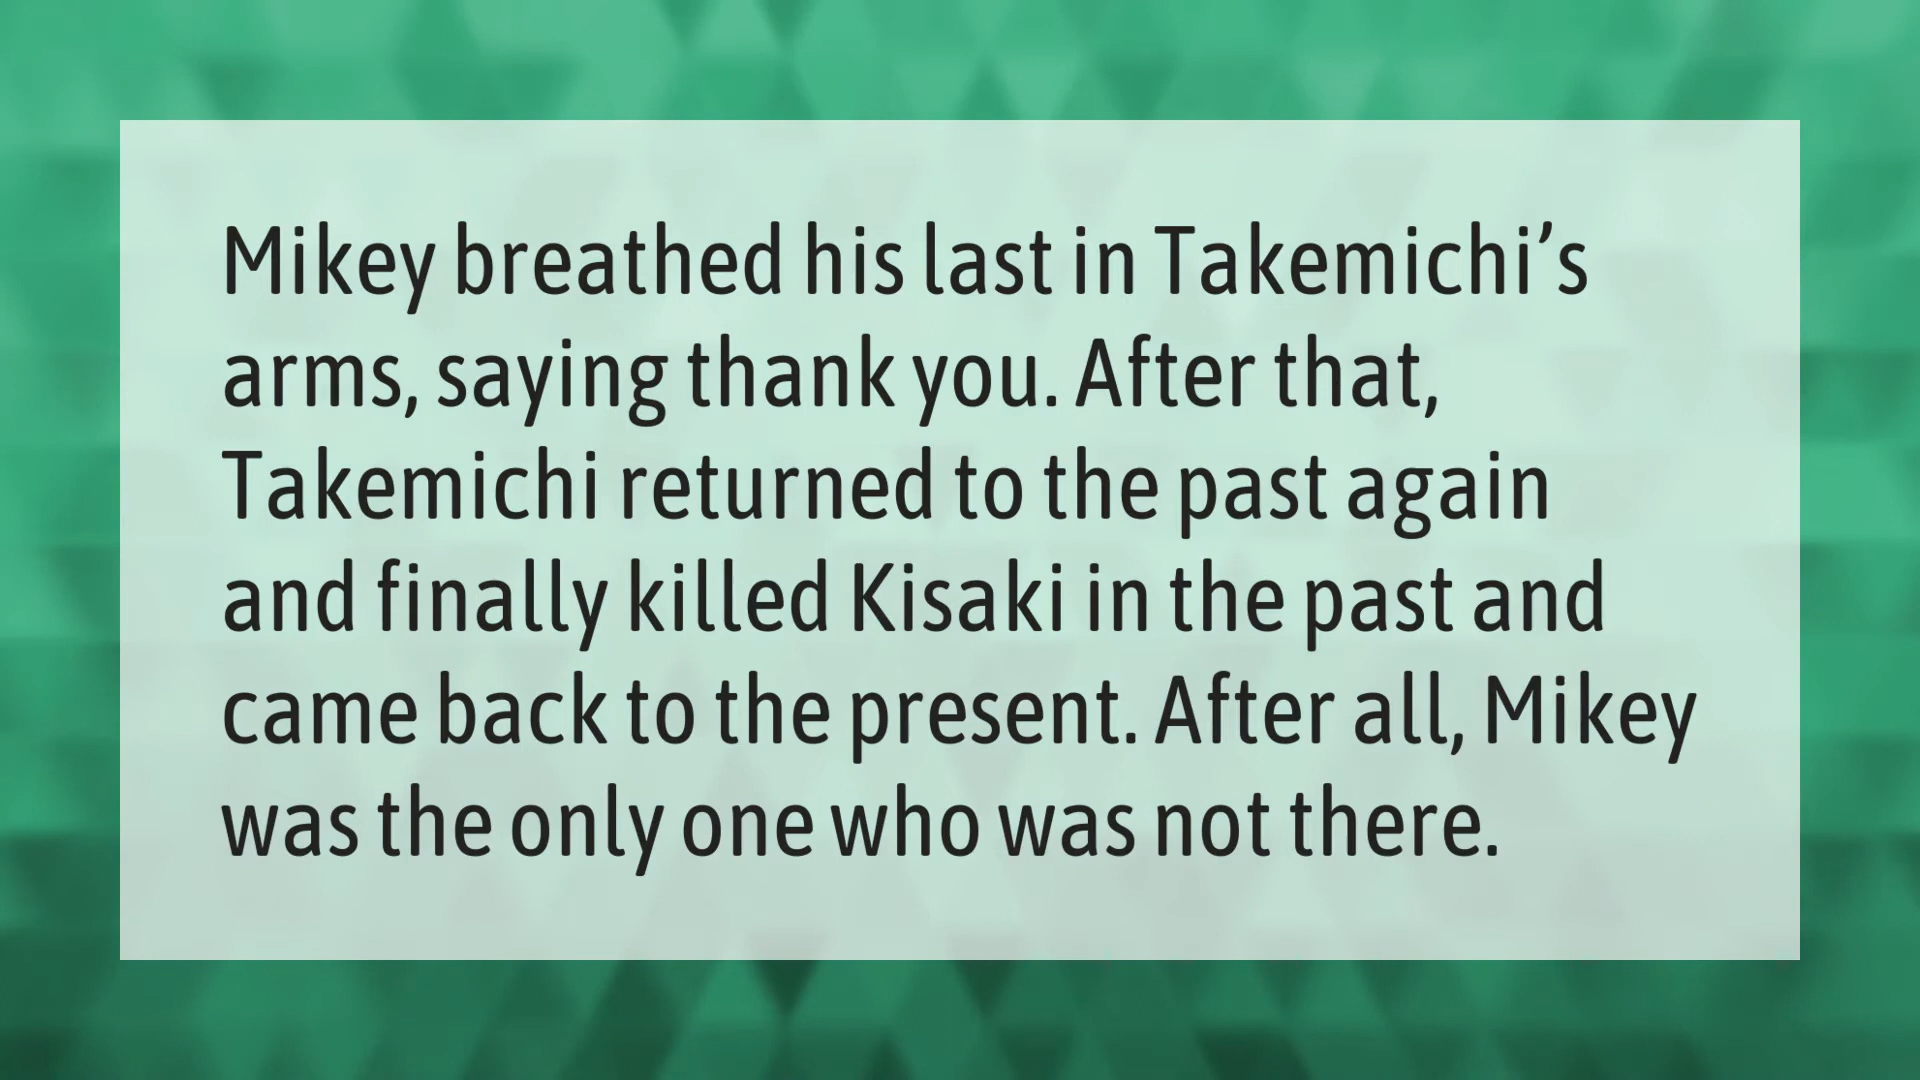 Mikey breathed his last in Takemichi’s
arms, saying thank you. After that,
Takemichi returned to the past again
and finally killed Kisaki in the past and
came back to the present. After all, Mikey
was the only one who was not there.